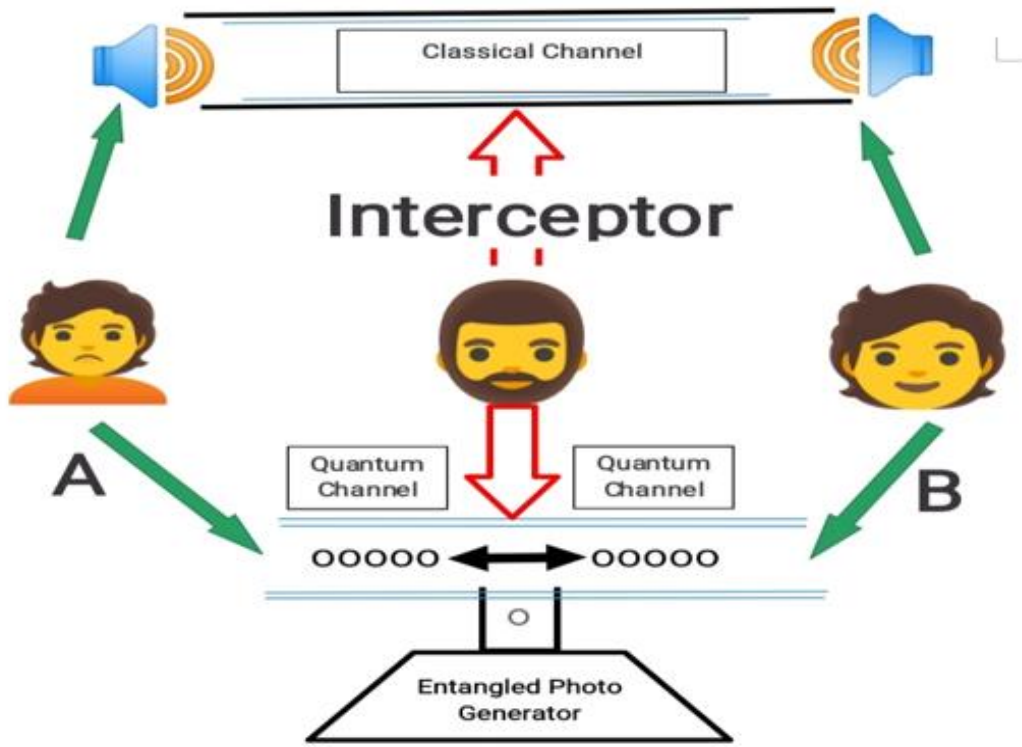 Classical Channel
Interceptor
A
Quantum
Channel
Quantum
Channel
B
OOOOO
OOOOO
O
Entangled Photo
Generator